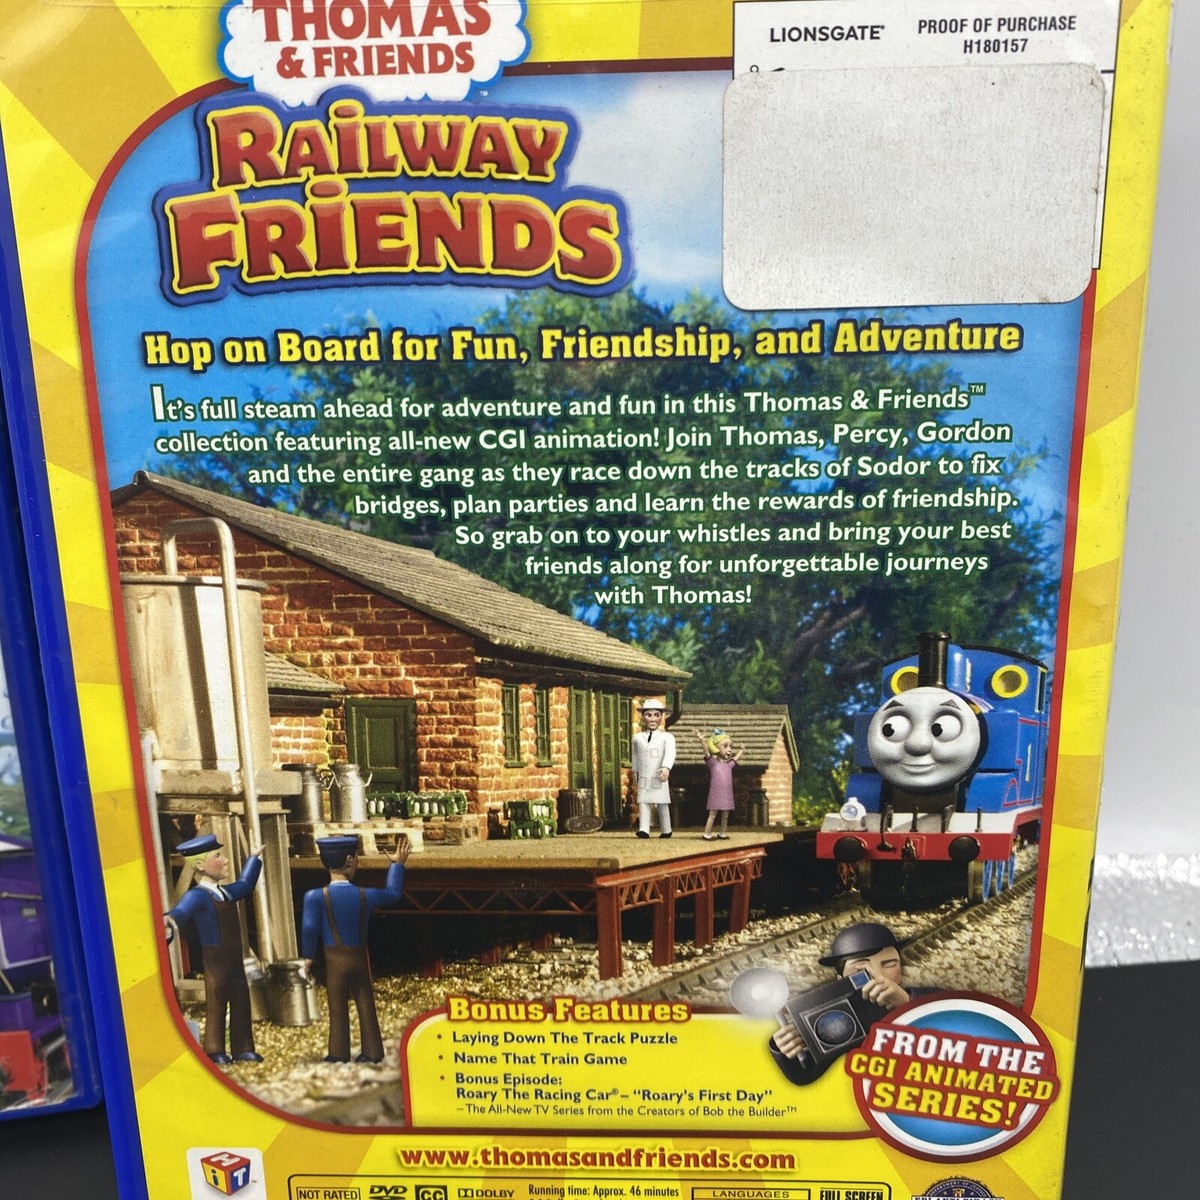 THOMAS
& FRIENDS
™
LIONSGATE®
PROOF OF PURCHASE
H180157
RAILWAY
FRIENDS
Hop on Board for Fun, Friendship, and Adventure
It's full steam ahead for adventure and fun in this Thomas & Friends™
collection featuring all-new CGI animation! Join Thomas, Percy, Gordon
and the entire gang as they race down the tracks of Sodor to fix
bridges, plan parties and learn the rewards of friendship.
So grab on to your whistles and bring your best
friends along for unforgettable journeys
with Thomas!
Bonus Features
• Laying Down The Track Puzzle
• Name That Train Game
• Bonus Episode:
Roary The Racing Car® – “Roary's First Day”
–The All-New TV Series from the Creators of Bob the Builder™
FROM THE
CGI ANIMATED
SERIES!
www.thomasandfriends.com
HiT
NOT RATED
DVD
CC
DOLBY
Running time: Approx. 46 minutes
LANGUAGES
FULL SCREEN